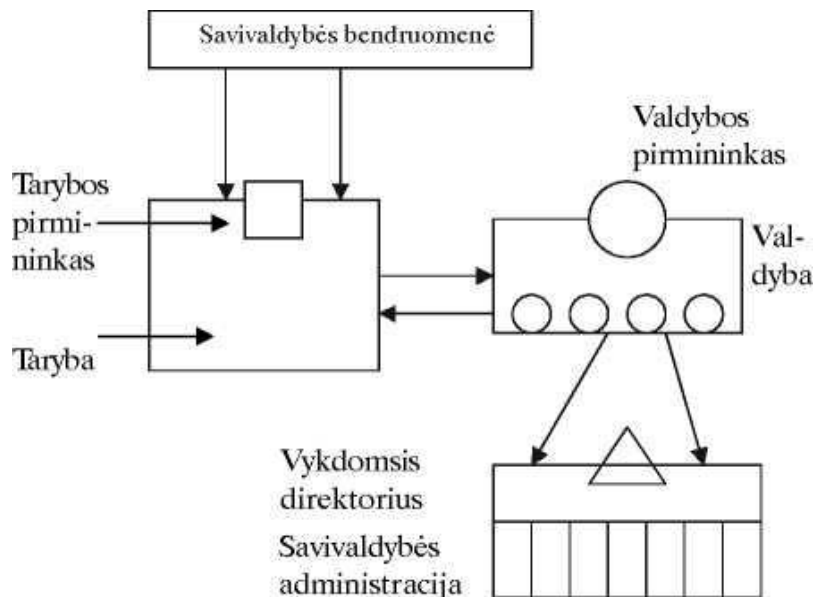 Savivaldybės bendruomenė
Valdybos
pirmininkas
Tarybos
pirmi-
ninkas
Val-
dyba
Taryba
Vykdomsis
direktorius
Savivaldybės
administracija